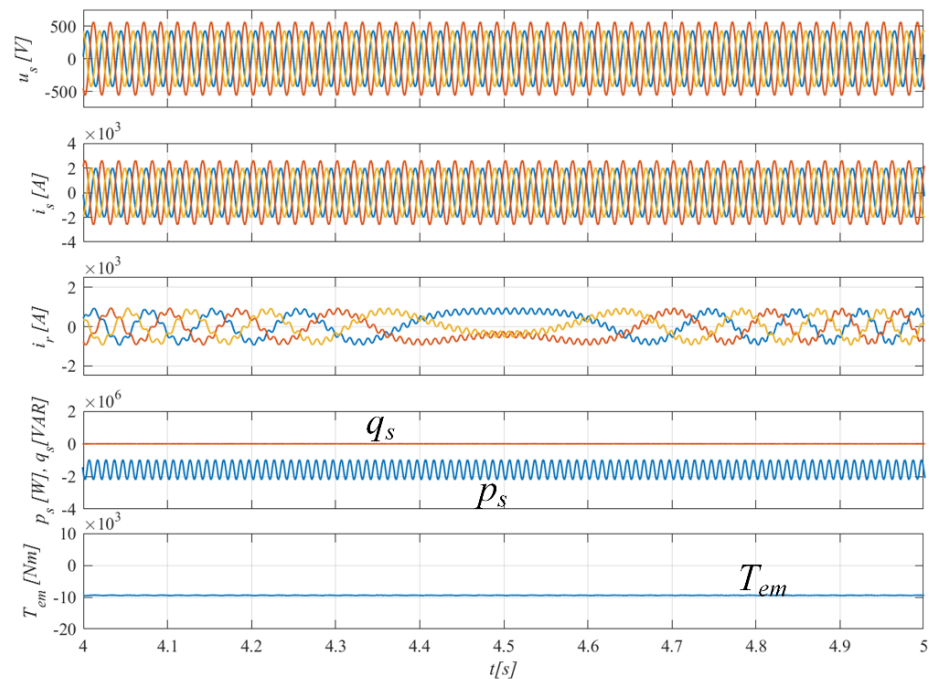 500
0
-500
u_s [V]
×10^3
4
2
0
-2
-4
i_s [A]
×10^3
2
0
-2
i_r [A]
×10^6
2
0
-2
-4
p_s [W], q_s[VAR]
q_s
p_s
×10^3
10
0
-10
-20
T_em [Nm]
T_em
4 4.1 4.2 4.3 4.4 4.5 4.6 4.7 4.8 4.9 5
t[s]